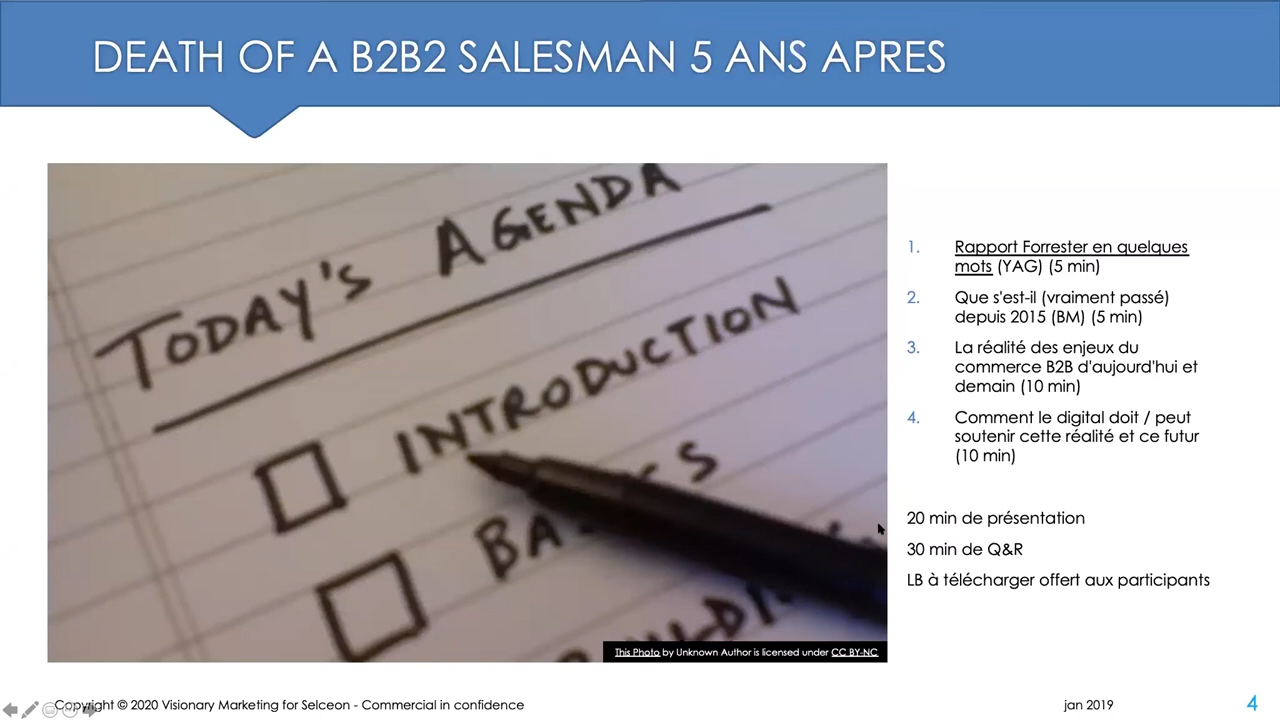 DEATH OF A B2B2 SALESMAN 5 ANS APRES
TODAY'S AGENDA
INTRODUCTION
This Photo by Unknown Author is licensed under CC BY-NC
1. Rapport Forrester en quelques
mots (YAG) (5 min)
2. Que s'est-il (vraiment passé)
depuis 2015 (BM) (5 min)
3. La réalité des enjeux du
commerce B2B d'aujourd'hui et
demain (10 min)
4. Comment le digital doit / peut
soutenir cette réalité et ce futur
(10 min)
20 min de présentation
30 min de Q&R
LB à télécharger offert aux participants
Copyright © 2020 Visionary Marketing for Selceon - Commercial in confidence
jan 2019
4